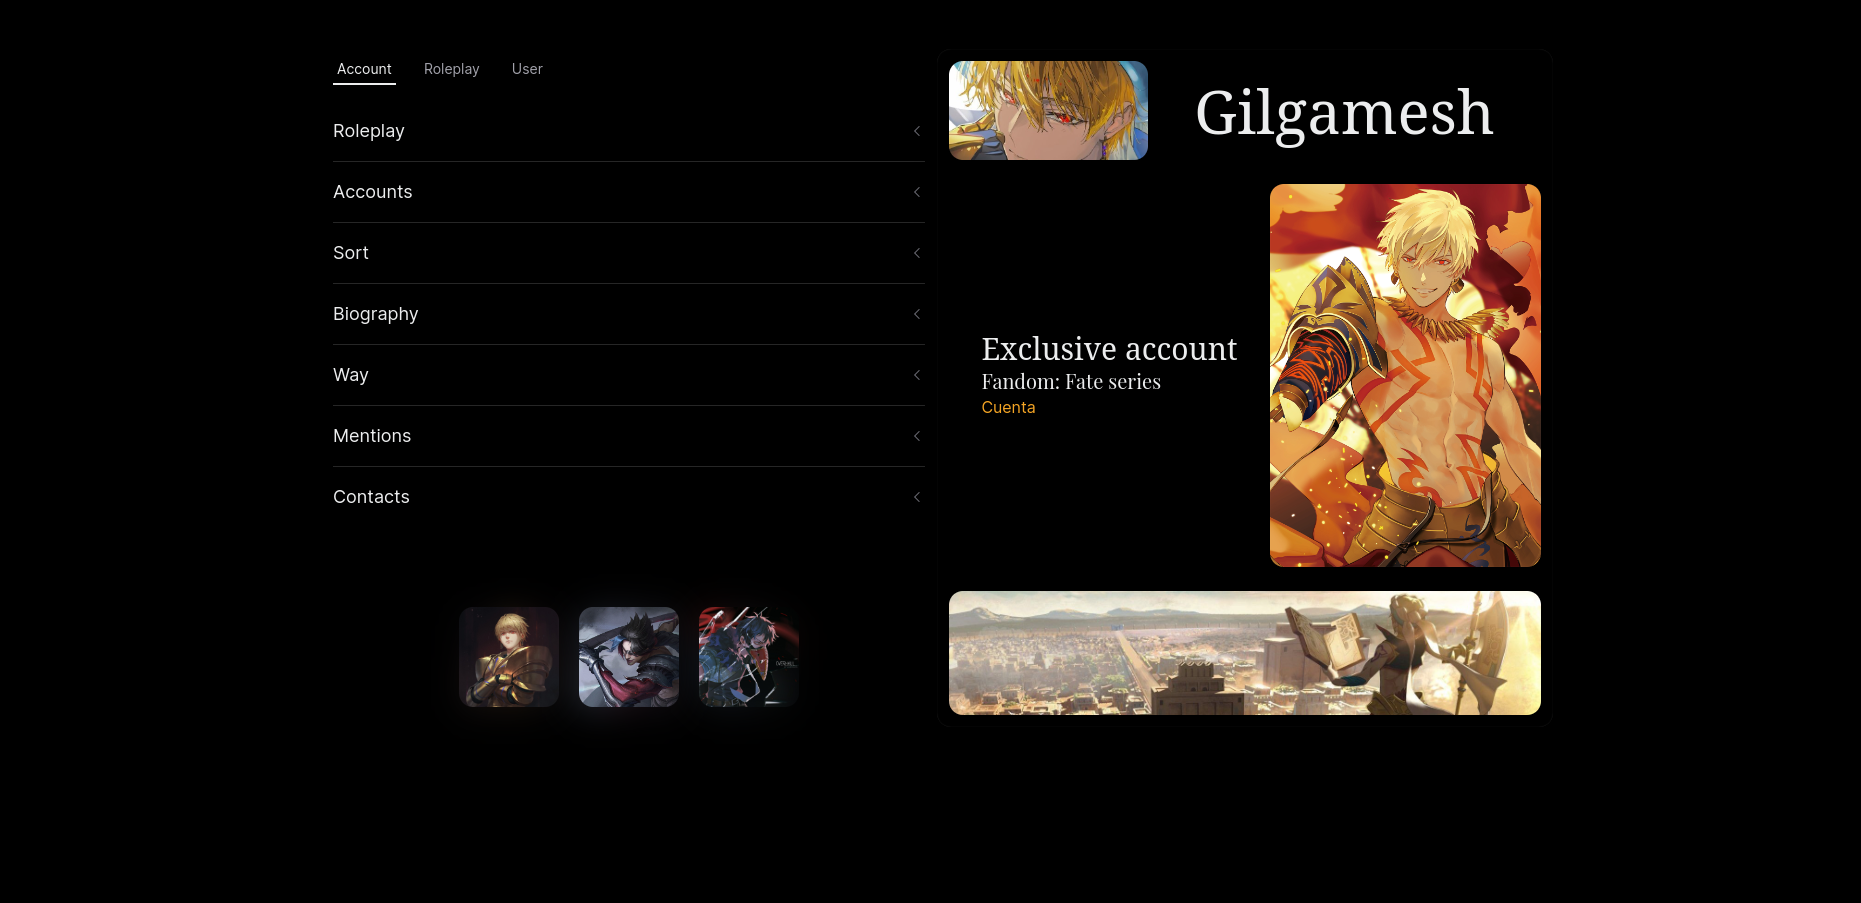 Account
Roleplay
User
Roleplay
Accounts
Sort
Biography
Way
Mentions
Contacts
Gilgamesh
Exclusive account
Fandom: Fate series
Cuenta